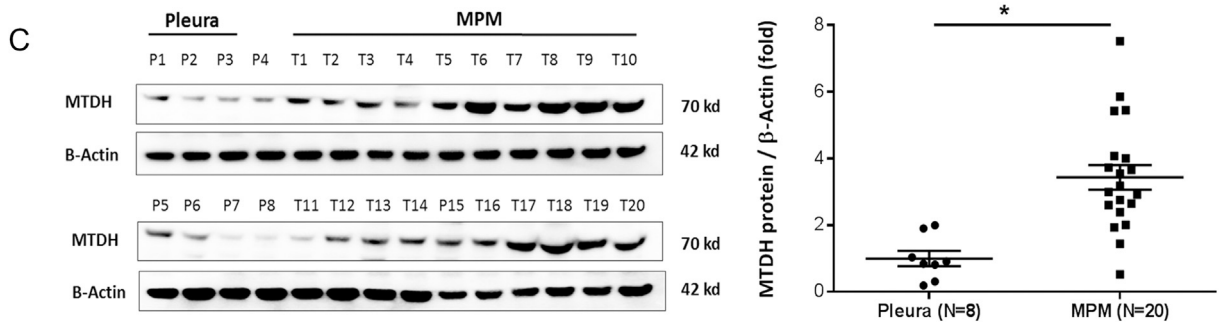 C
Pleura MPM
P1 P2 P3 P4 T1 T2 T3 T4 T5 T6 T7 T8 T9 T10
MTDH 70 kd
B-Actin 42 kd
P5 P6 P7 P8 T11 T12 T13 T14 P15 T16 T17 T18 T19 T20
MTDH 70 kd
B-Actin 42 kd
MTDH protein / β-Actin (fold)
8
6
4
2
0
*
Pleura (N=8) MPM (N=20)